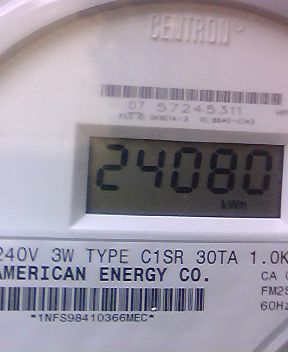 CENTRON®
07 57245311
24080
kWh
240V 3W TYPE C1SR 30TA 1.0K
AMERICAN ENERGY CO.
CA
FM2S
60Hz
*1NFS98410366MEC*